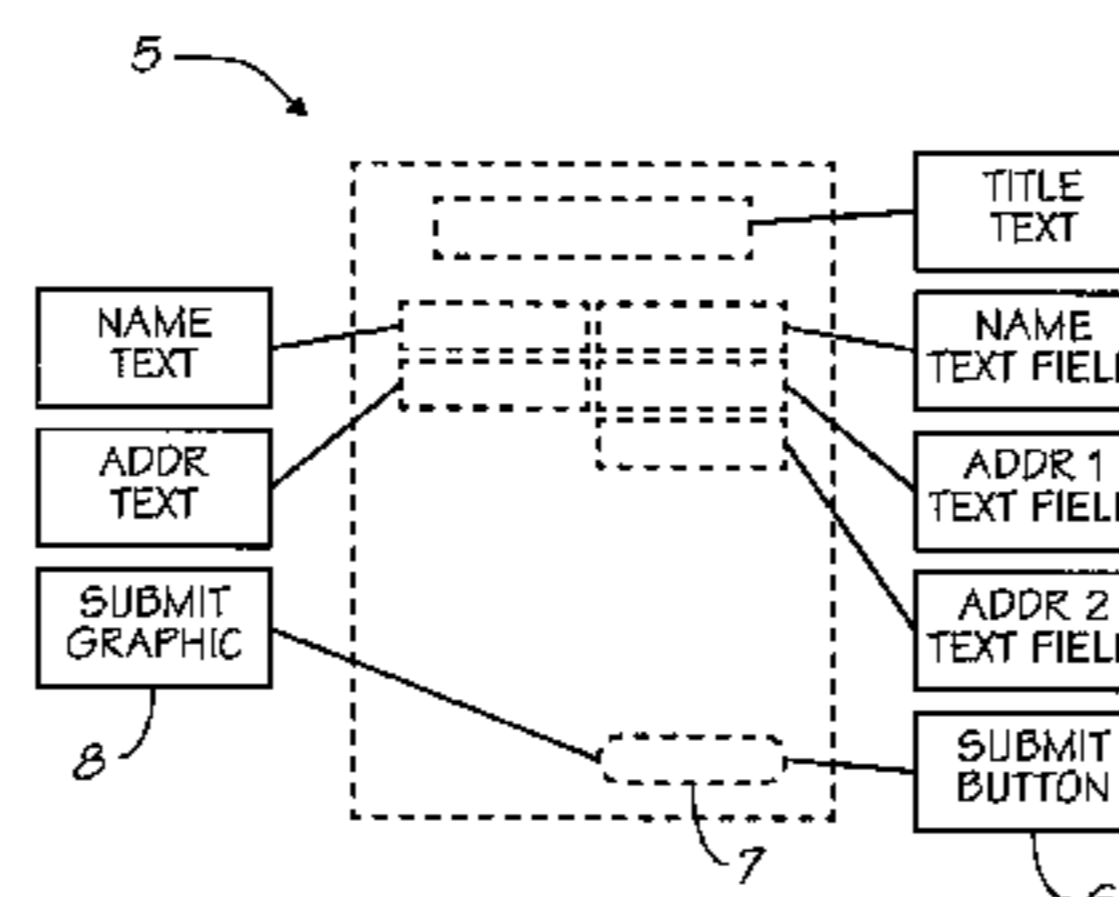 5
TITLE
TEXT
NAME
TEXT
NAME
TEXT FIEL
ADDR
TEXT
ADDR 1
TEXT FIEL
SUBMIT
GRAPHIC
ADDR 2
TEXT FIEL
8
SUBMIT
BUTTON
7